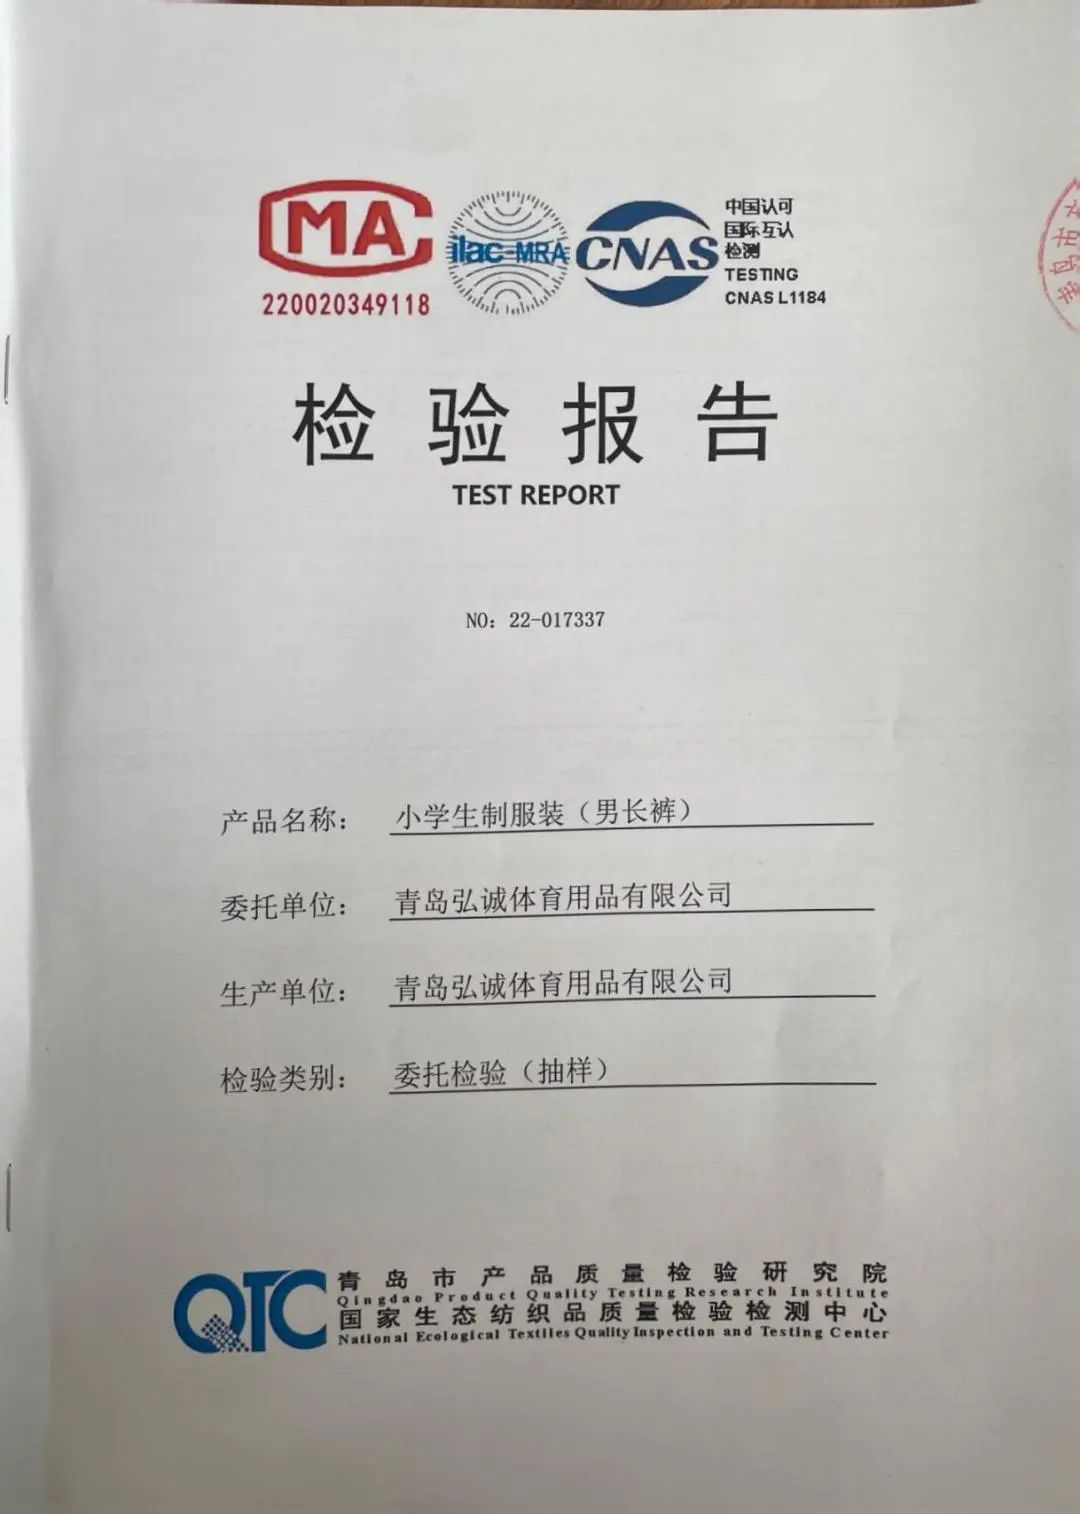 MA
220020349118
ilac-MRA
CNAS
中国认可
国际互认
检测
TESTING
CNAS L1184
检验报告
TEST REPORT
NO: 22-017337
产品名称: 小学生制服装（男长裤）
委托单位: 青岛弘诚体育用品有限公司
生产单位: 青岛弘诚体育用品有限公司
检验类别: 委托检验（抽样）
QTC
青岛市产品质量检验研究院
Qingdao Product Quality Testing Research Institute
国家生态纺织品质量检验检测中心
National Ecological Textiles Quality Inspection and Testing Center